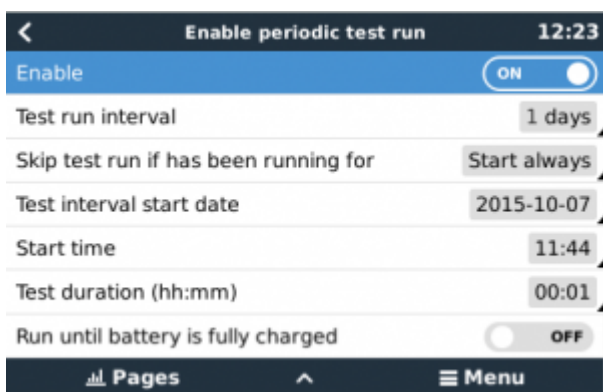 Enable periodic test run 12:23
Enable ON
Test run interval 1 days
Skip test run if has been running for Start always
Test interval start date 2015-10-07
Start time 11:44
Test duration (hh:mm) 00:01
Run until battery is fully charged OFF
Pages Menu